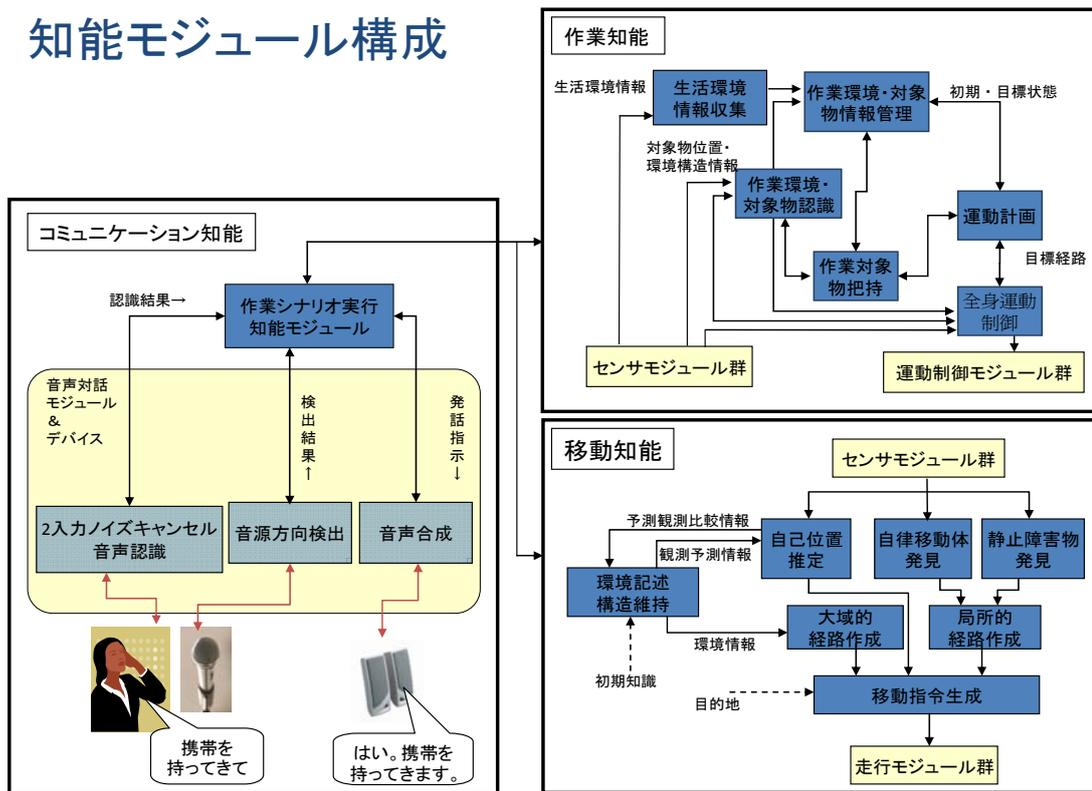 知能モジュール構成
コミュニケーション知能
作業シナリオ実行
知能モジュール
認識結果→
音声対話
モジュール
&
デバイス
検出結果↑
発話指示↓
2入力ノイズキャンセル
音声認識
音源方向検出
音声合成
携帯を
持ってきて
はい。携帯を
持ってきます。
作業知能
生活環境情報
生活環境
情報収集
作業環境・対象
物情報管理
初期・目標状態
対象物位置・
環境構造情報
作業環境・
対象物認識
運動計画
作業対象
物把持
目標経路
全身運動
制御
センサモジュール群
運動制御モジュール群
移動知能
センサモジュール群
予測観測比較情報
観測予測情報
自己位置
推定
自律移動体
発見
静止障害物
発見
環境記述
構造維持
大域的
経路作成
局所的
経路作成
環境情報
初期知識
目的地
移動指令生成
走行モジュール群